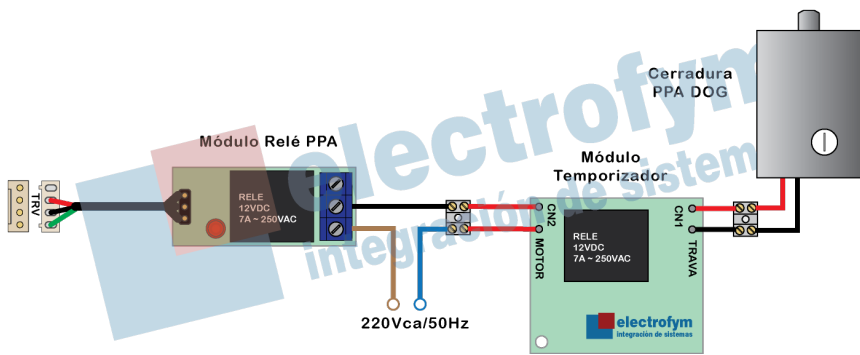 electrofym
integración de sistem
Cerradura
PPA DOG
Módulo Relé PPA
Módulo
Temporizador
TRV
RELE
12VDC
7A ~ 250VAC
CN2
MOTOR
RELE
12VDC
7A ~ 250VAC
CN1
TRAVA
220Vca/50Hz
electrofym
integración de sistemas